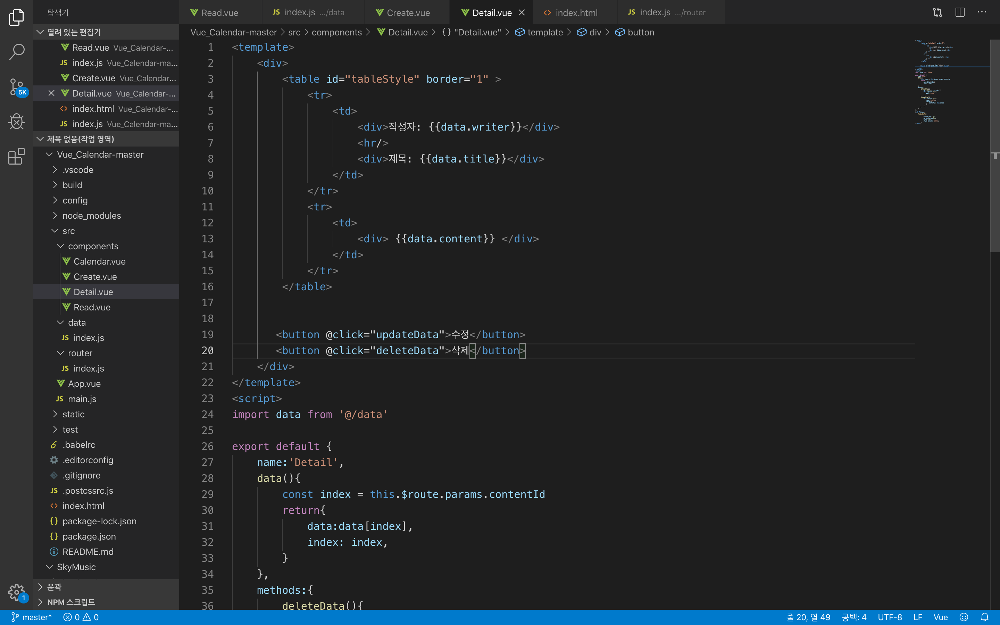 탐색기
열려 있는 편집기
Read.vue Vue_Calendar-...
JS index.js Vue_Calendar-ma...
Create.vue Vue_Calendar...
Detail.vue Vue_Calendar-...
<> index.html Vue_Calendar-...
JS index.js Vue_Calendar-ma...
제목 없음(작업 영역)
Vue_Calendar-master
.vscode
build
config
node_modules
src
components
Calendar.vue
Create.vue
Detail.vue
Read.vue
data
JS index.js
router
JS index.js
App.vue
JS main.js
static
test
.babelrc
.editorconfig
.gitignore
JS .postcssrc.js
<> index.html
{} package-lock.json
{} package.json
README.md
SkyMusic
윤곽
NPM 스크립트
5K
1
Read.vue
JS index.js .../data
Create.vue
Detail.vue
<> index.html
JS index.js .../router
Vue_Calendar-master > src > components > Detail.vue > {} "Detail.vue" > template > div > button
1 <template>
2 <div>
3 <table id="tableStyle" border="1" >
4 <tr>
5 <td>
6 <div>작성자: {{data.writer}}</div>
7 <hr/>
8 <div>제목: {{data.title}}</div>
9 </td>
10 </tr>
11 <tr>
12 <td>
13 <div> {{data.content}} </div>
14 </td>
15 </tr>
16 </table>
17
18
19 <button @click="updateData">수정</button>
20 <button @click="deleteData">삭제</button>
21 </div>
22 </template>
23 <script>
24 import data from '@/data'
25
26 export default {
27 name:'Detail',
28 data(){
29 const index = this.$route.params.contentId
30 return{
31 data:data[index],
32 index: index,
33 }
34 },
35 methods:{
36 deleteData(){
master* 0 0
줄 20, 열 49 공백: 4 UTF-8 LF Vue